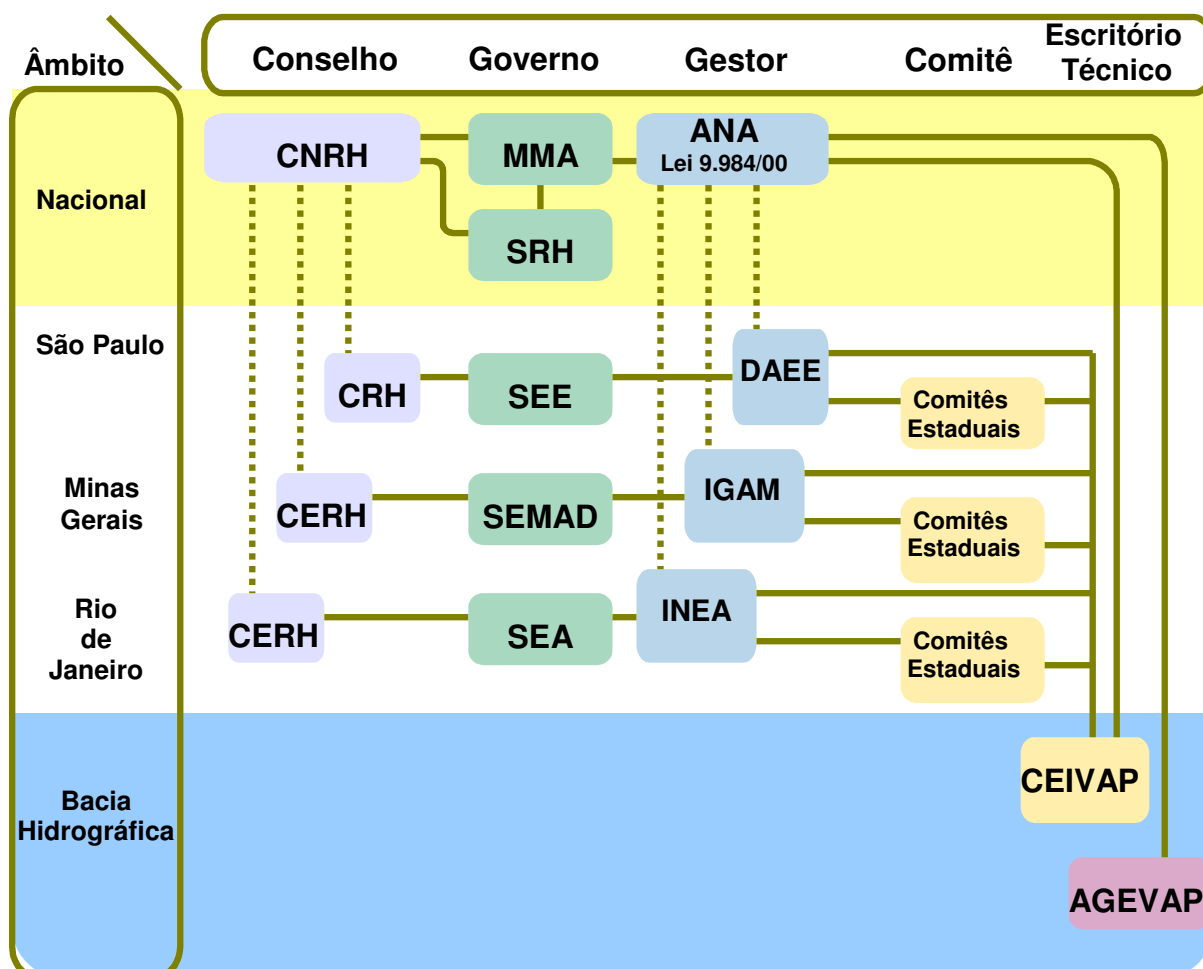 Âmbito
Conselho
Governo
Gestor
Comitê
Escritório
Técnico
Nacional
CNRH
MMA
ANA
Lei 9.984/00
SRH
São Paulo
CRH
SEE
DAEE
Comitês
Estaduais
Minas
Gerais
CERH
SEMAD
IGAM
Comitês
Estaduais
Rio
de
Janeiro
CERH
SEA
INEA
Comitês
Estaduais
Bacia
Hidrográfica
CEIVAP
AGEVAP